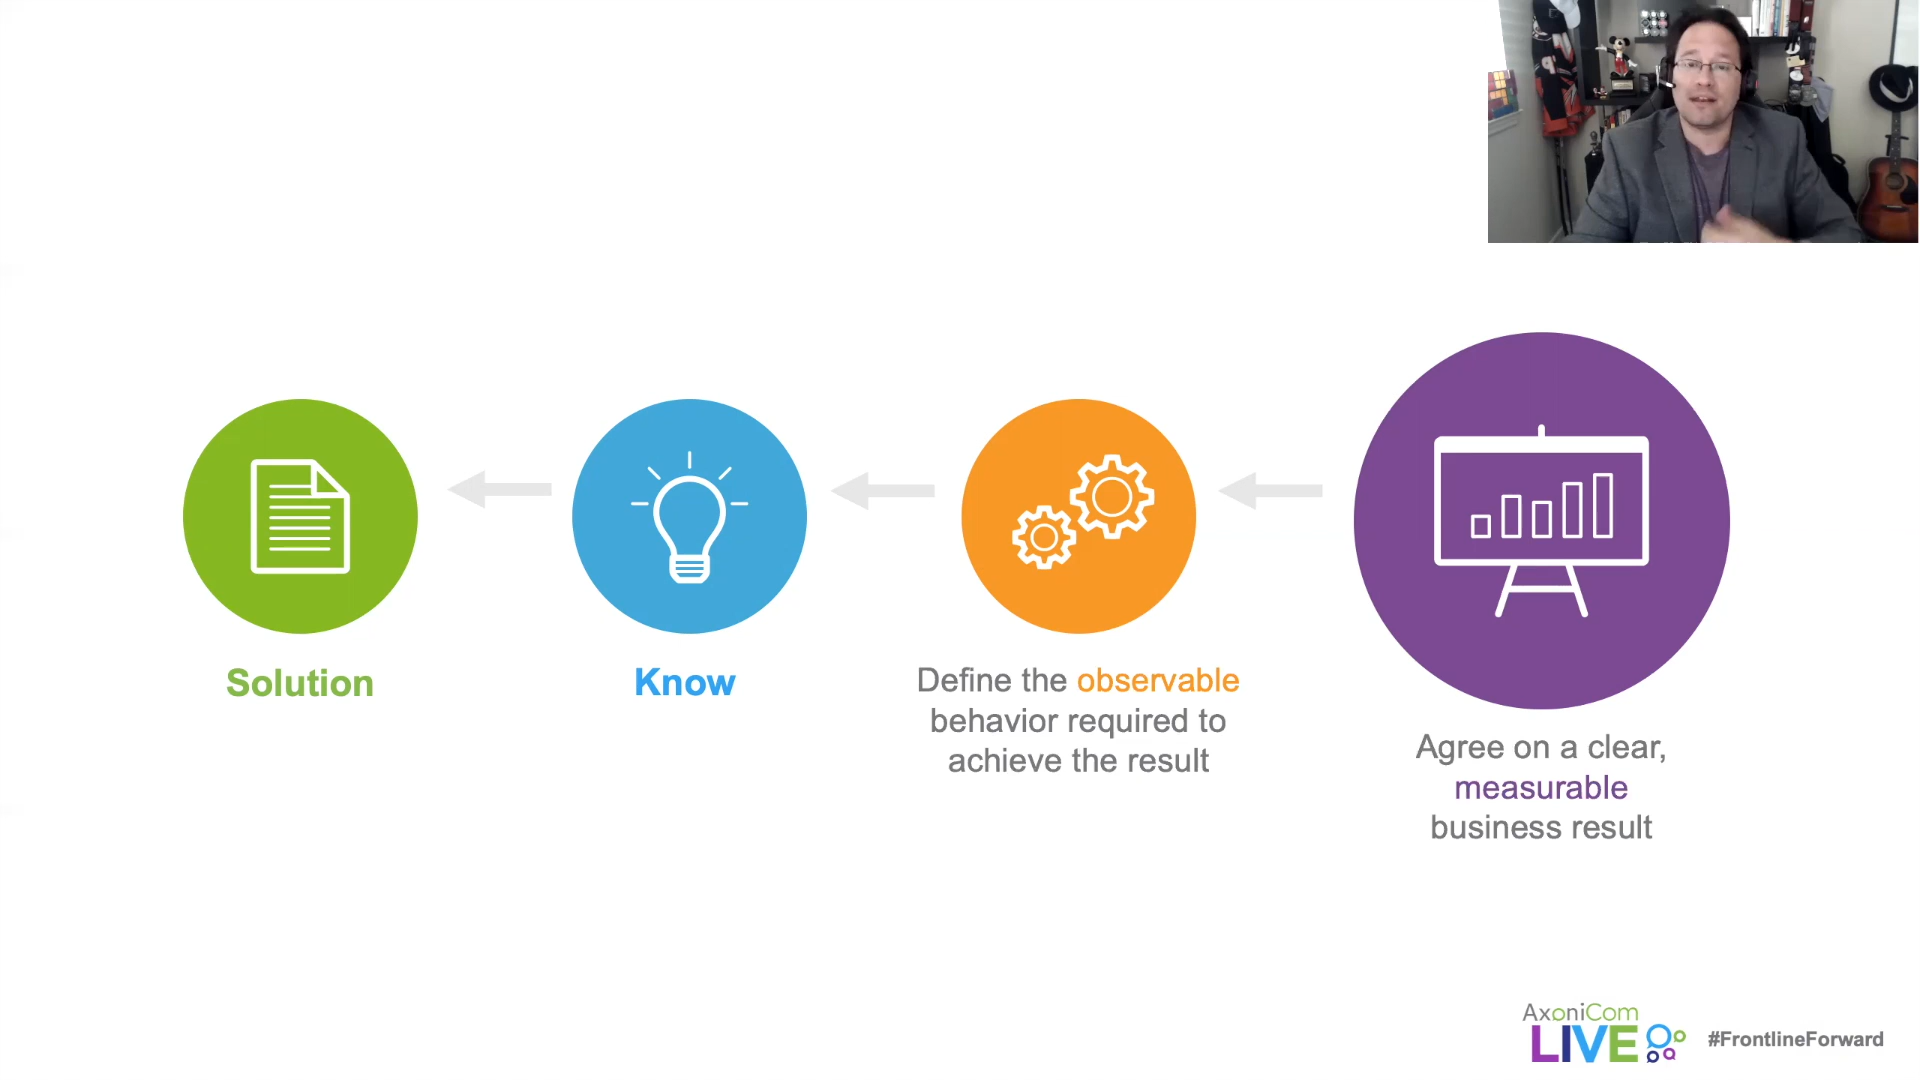 Solution
Know
Define the observable
behavior required to
achieve the result
Agree on a clear,
measurable
business result
AxoniCom
LIVE
#FrontlineForward